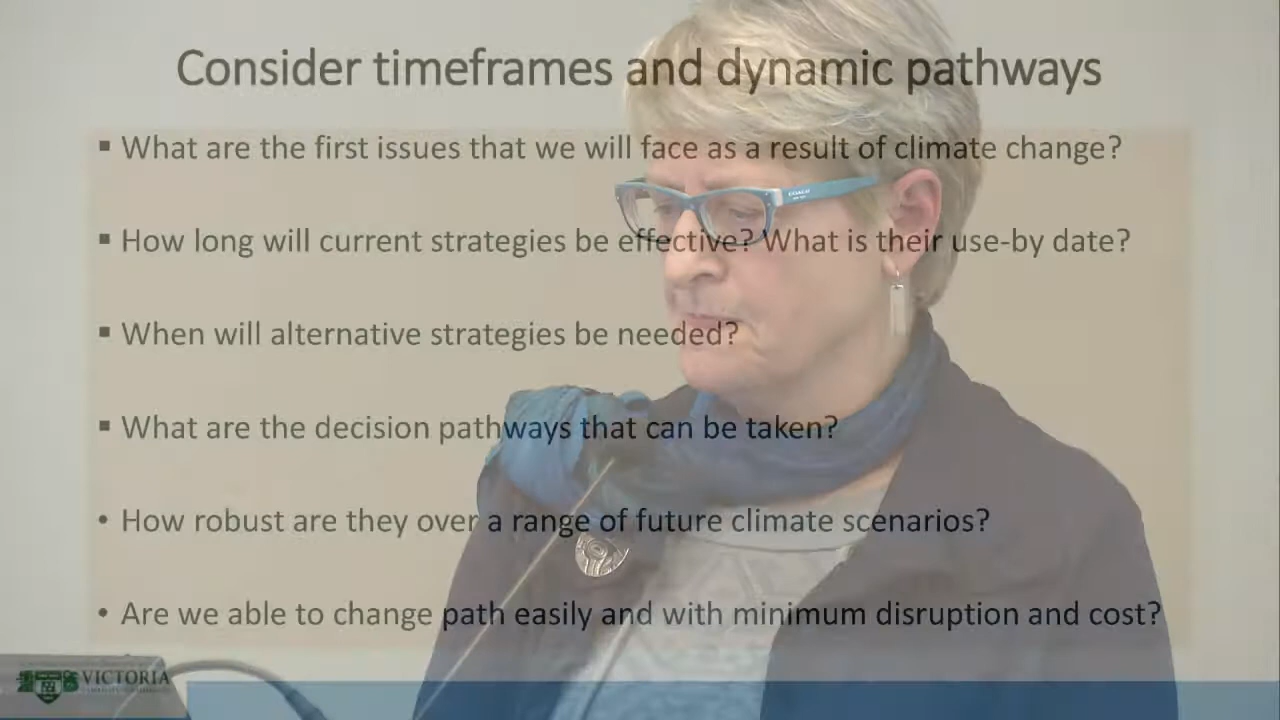 Consider timeframes and dynamic pathways
▪ What are the first issues that we will face as a result of climate change?
▪ How long will current strategies be effective? What is their use-by date?
▪ When will alternative strategies be needed?
▪ What are the decision pathways that can be taken?
• How robust are they over a range of future climate scenarios?
• Are we able to change path easily and with minimum disruption and cost?
COACH
VICTORIA